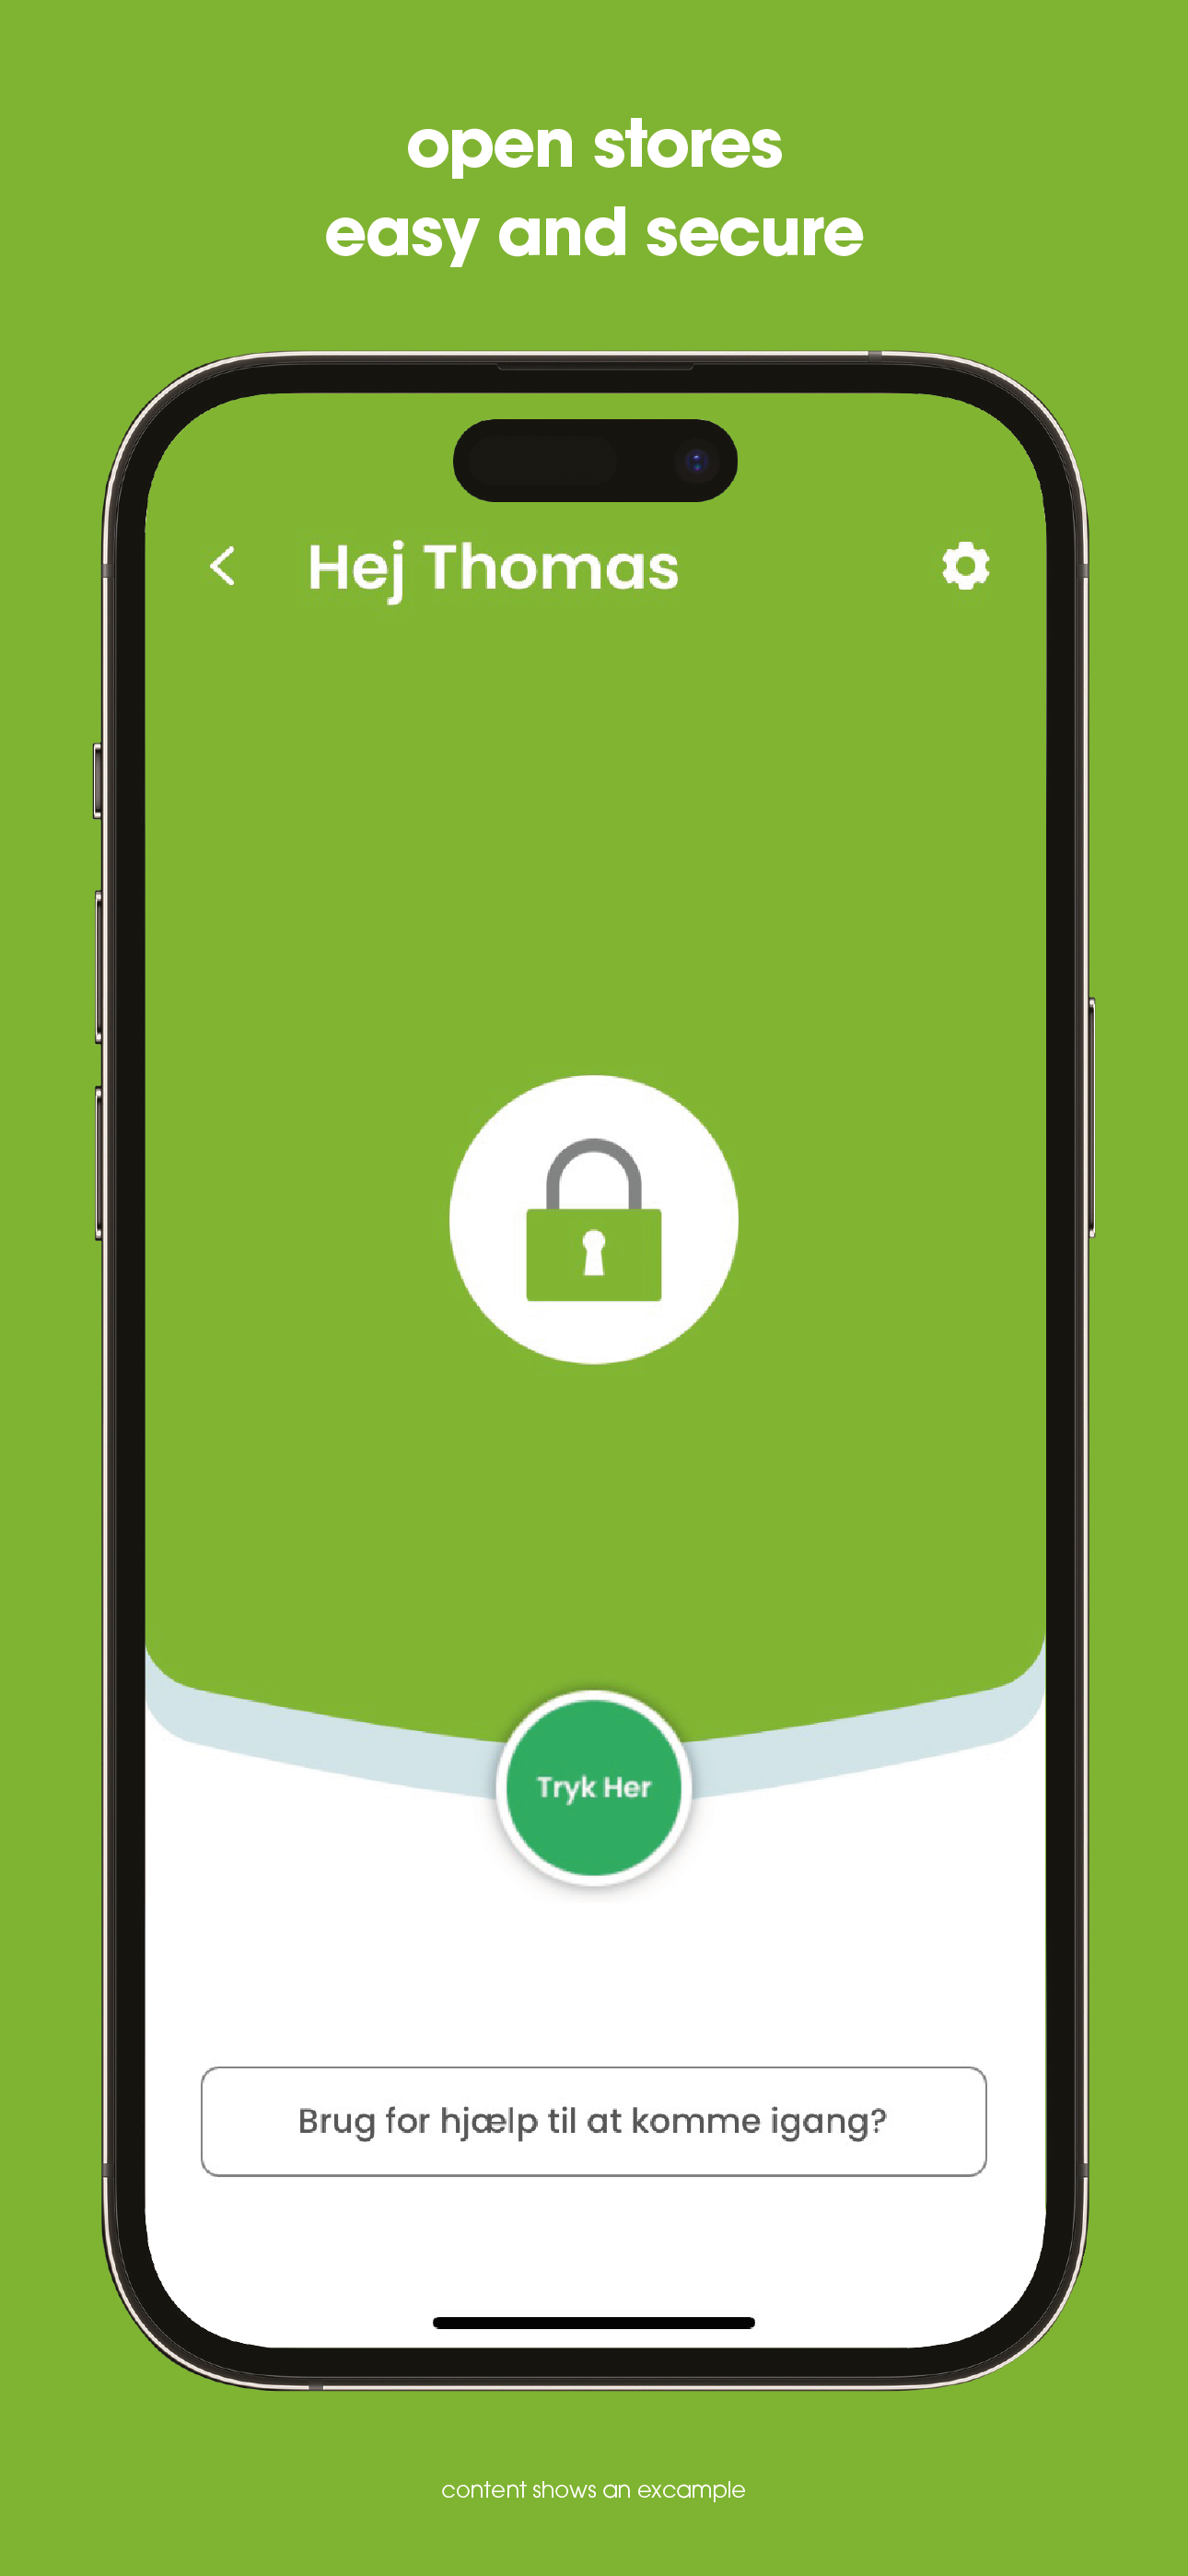 open stores
easy and secure
Hej Thomas
Tryk Her
Brug for hjælp til at komme igang?
content shows an excample